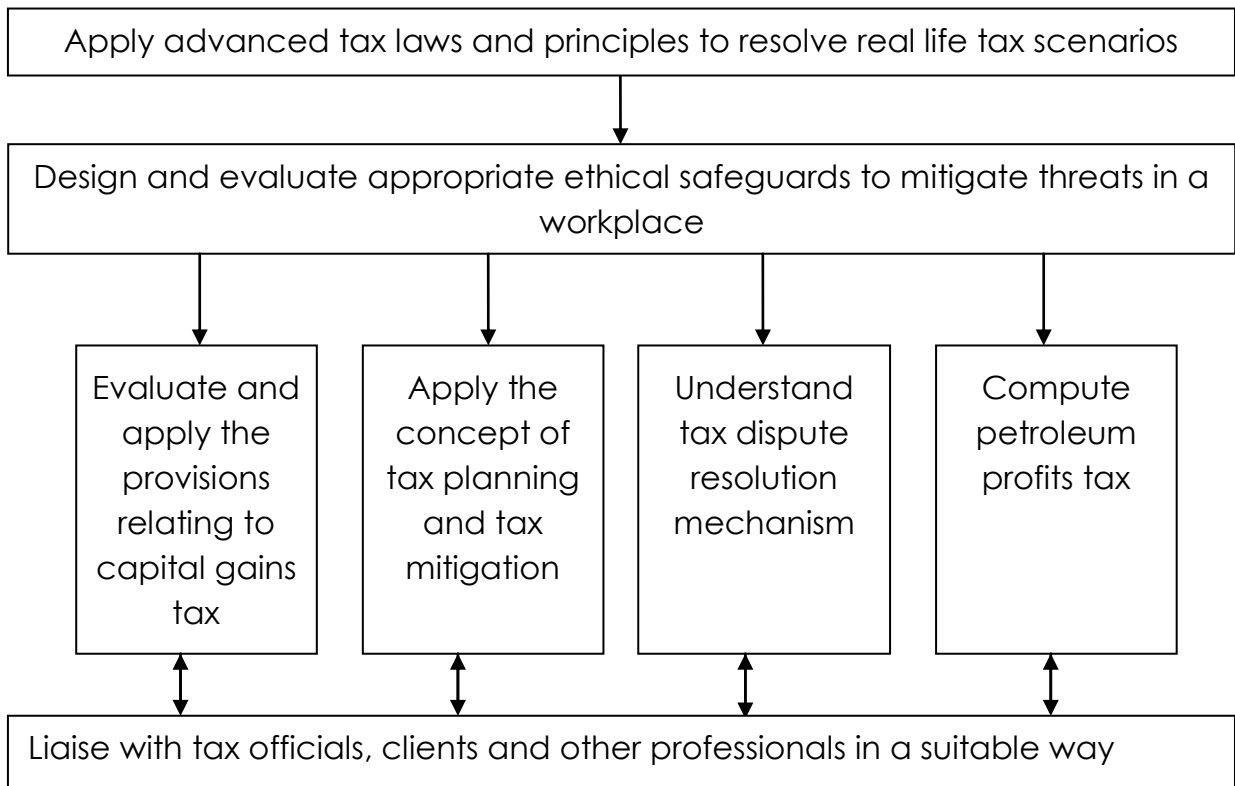 Apply advanced tax laws and principles to resolve real life tax scenarios
Design and evaluate appropriate ethical safeguards to mitigate threats in a
workplace
Evaluate and
apply the
provisions
relating to
capital gains
tax
Apply the
concept of
tax planning
and tax
mitigation
Understand
tax dispute
resolution
mechanism
Compute
petroleum
profits tax
Liaise with tax officials, clients and other professionals in a suitable way